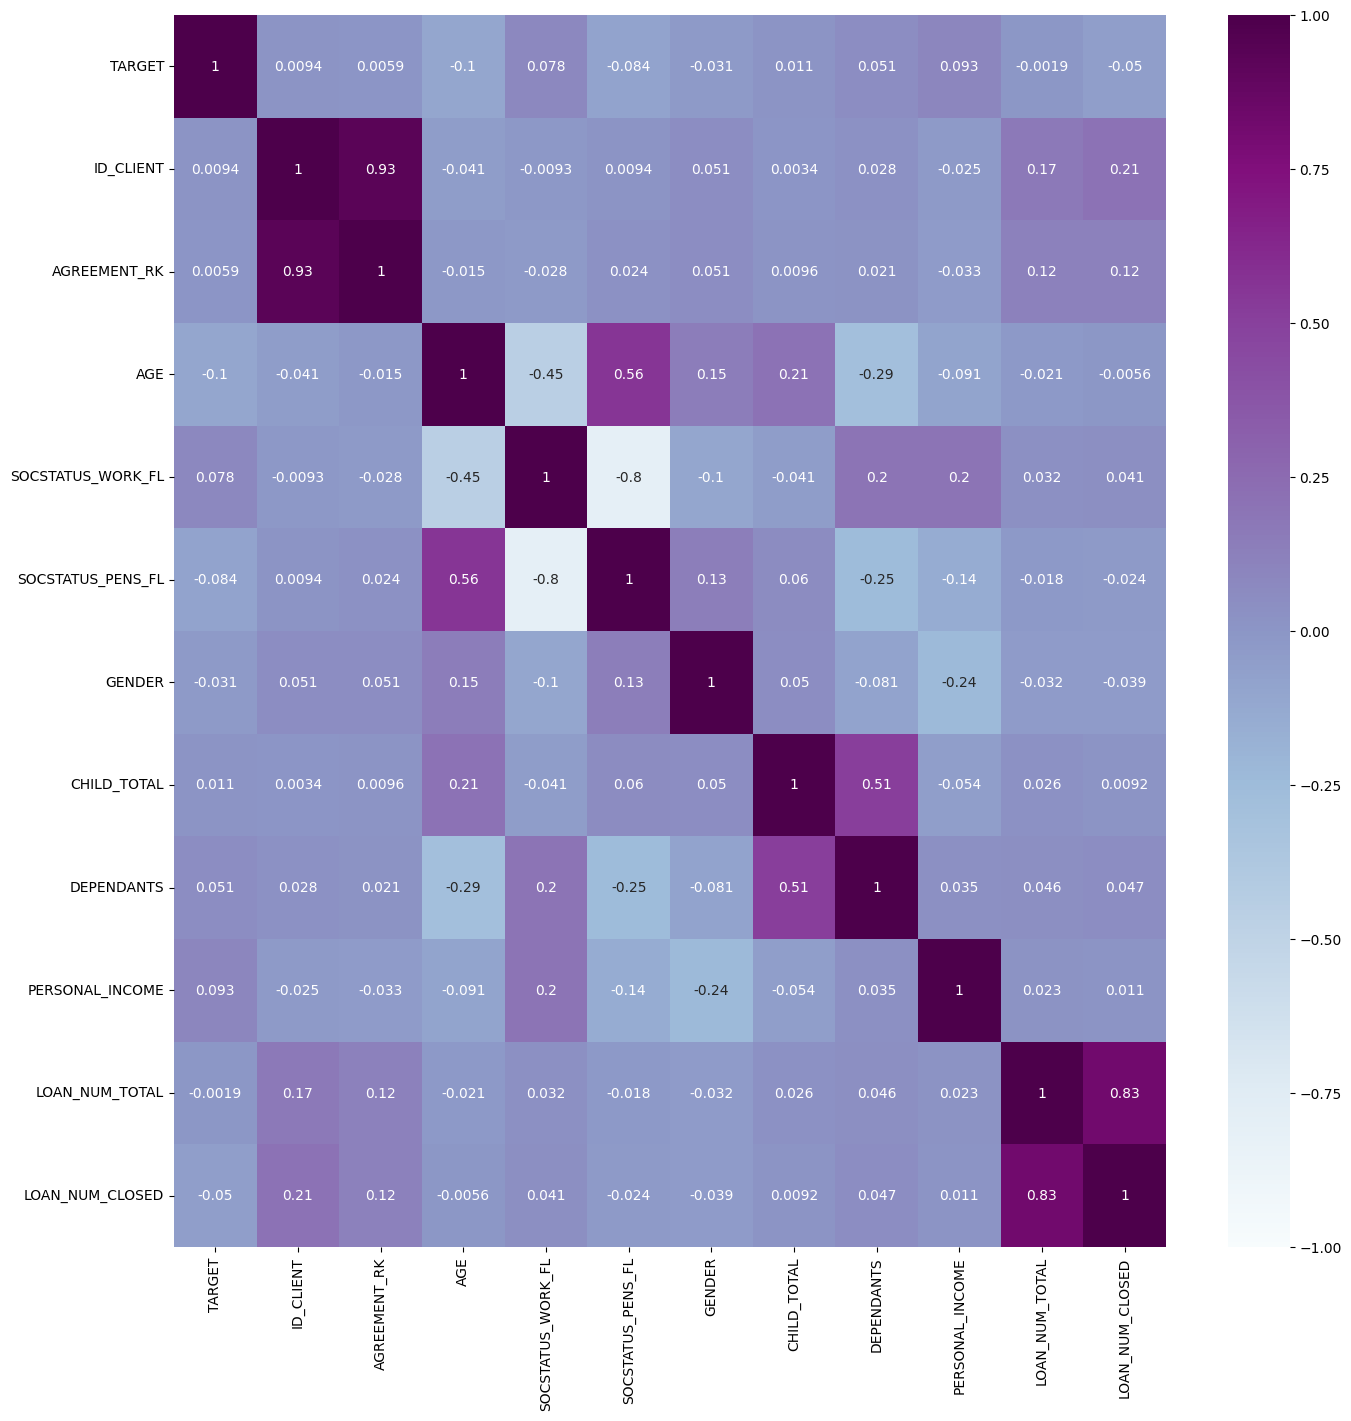 TARGET 1 0.0094 0.0059 -0.1 0.078 -0.084 -0.031 0.011 0.051 0.093 -0.0019 -0.05
ID_CLIENT 0.0094 1 0.93 -0.041 -0.0093 0.0094 0.051 0.0034 0.028 -0.025 0.17 0.21
AGREEMENT_RK 0.0059 0.93 1 -0.015 -0.028 0.024 0.051 0.0096 0.021 -0.033 0.12 0.12
AGE -0.1 -0.041 -0.015 1 -0.45 0.56 0.15 0.21 -0.29 -0.091 -0.021 -0.0056
SOCSTATUS_WORK_FL 0.078 -0.0093 -0.028 -0.45 1 -0.8 -0.1 -0.041 0.2 0.2 0.032 0.041
SOCSTATUS_PENS_FL -0.084 0.0094 0.024 0.56 -0.8 1 0.13 0.06 -0.25 -0.14 -0.018 -0.024
GENDER -0.031 0.051 0.051 0.15 -0.1 0.13 1 0.05 -0.081 -0.24 -0.032 -0.039
CHILD_TOTAL 0.011 0.0034 0.0096 0.21 -0.041 0.06 0.05 1 0.51 -0.054 0.026 0.0092
DEPENDANTS 0.051 0.028 0.021 -0.29 0.2 -0.25 -0.081 0.51 1 0.035 0.046 0.047
PERSONAL_INCOME 0.093 -0.025 -0.033 -0.091 0.2 -0.14 -0.24 -0.054 0.035 1 0.023 0.011
LOAN_NUM_TOTAL -0.0019 0.17 0.12 -0.021 0.032 -0.018 -0.032 0.026 0.046 0.023 1 0.83
LOAN_NUM_CLOSED -0.05 0.21 0.12 -0.0056 0.041 -0.024 -0.039 0.0092 0.047 0.011 0.83 1
TARGET
ID_CLIENT
AGREEMENT_RK
AGE
SOCSTATUS_WORK_FL
SOCSTATUS_PENS_FL
GENDER
CHILD_TOTAL
DEPENDANTS
PERSONAL_INCOME
LOAN_NUM_TOTAL
LOAN_NUM_CLOSED
1.00
0.75
0.50
0.25
0.00
−0.25
−0.50
−0.75
−1.00